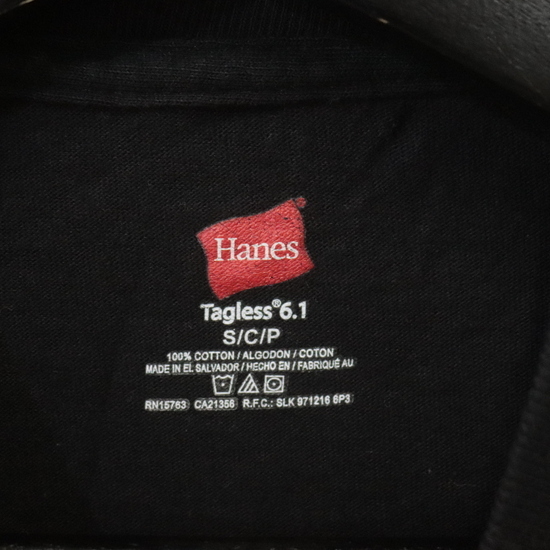 Hanes
Tagless®6.1
S/C/P
100% COTTON / ALGODON / COTON
MADE IN EL SALVADOR / HECHO EN / FABRIQUÉ AU
RN15763 CA21356 R.F.C.: SLK 971216 6P3